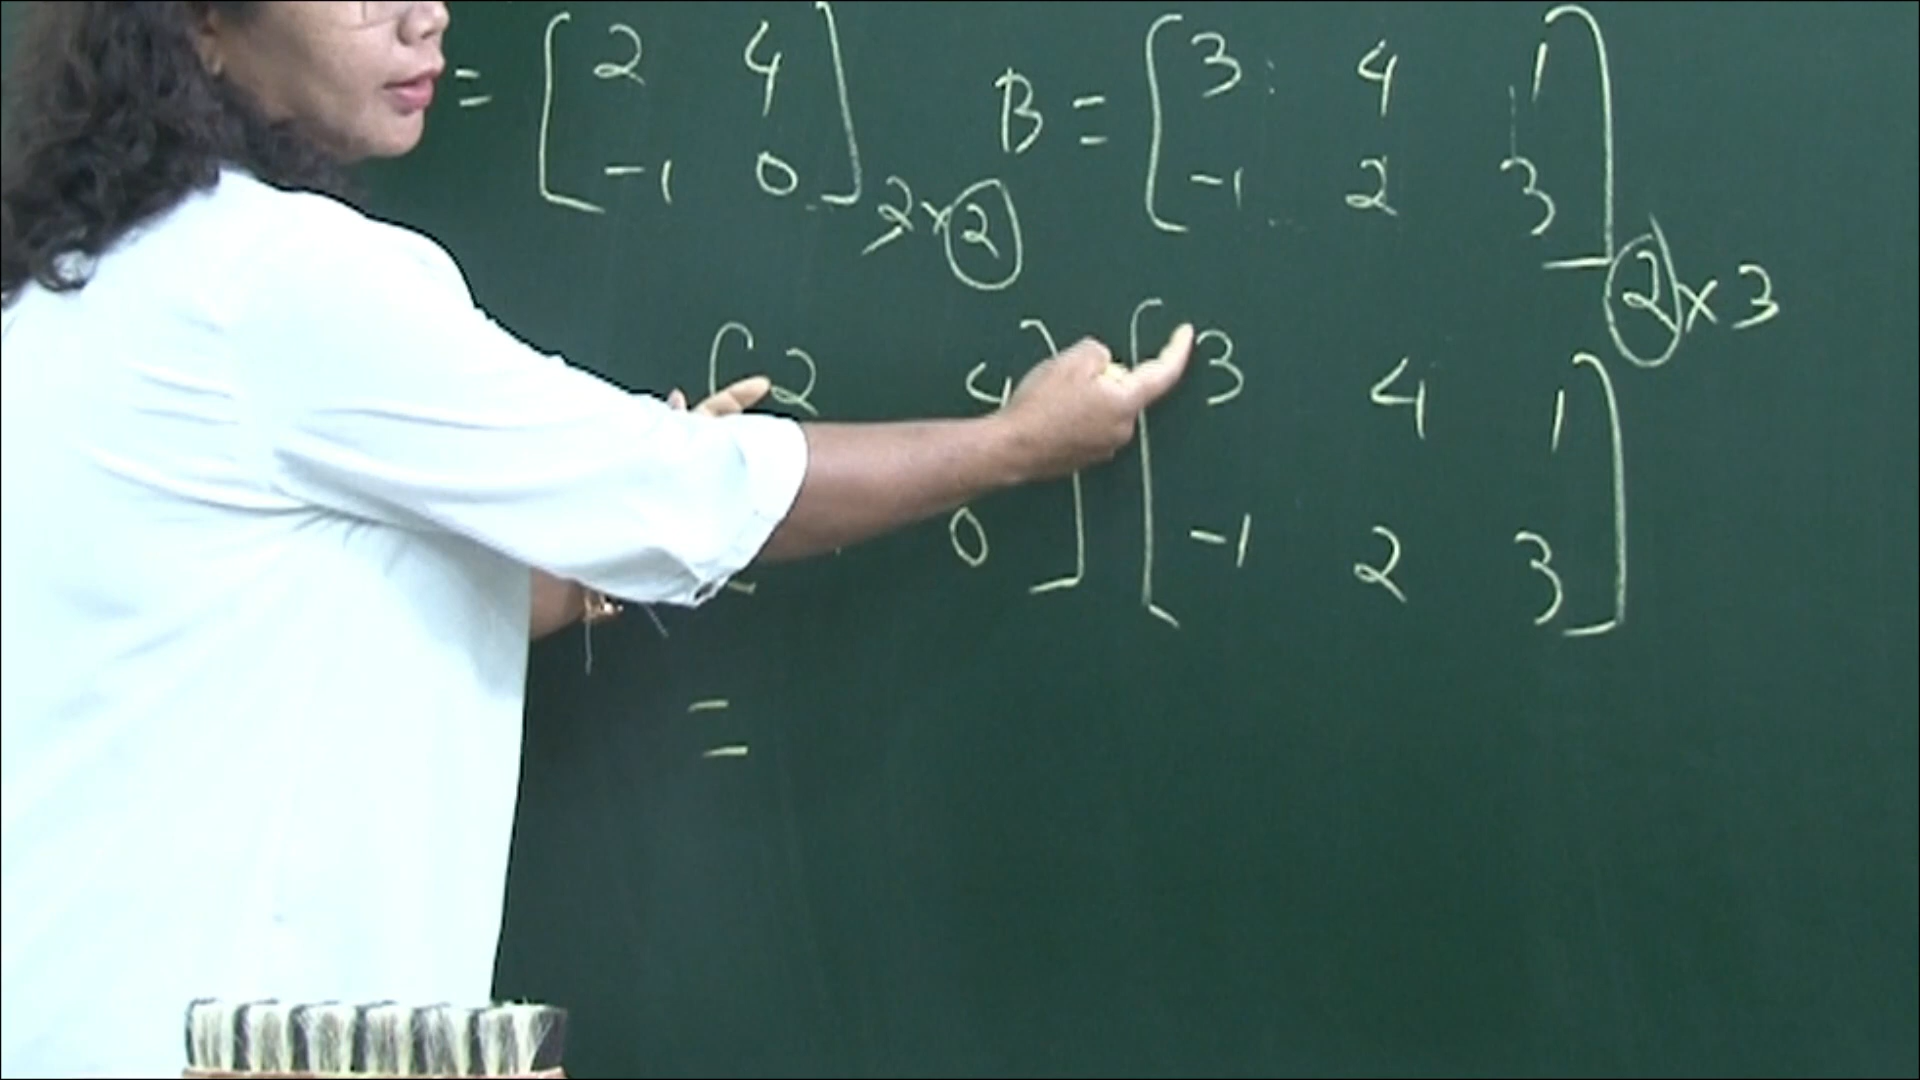 = [ 2 4 B = [ 3 4 1
-1 0 ] 2×2 -1 2 3 ] 2×3
[ 2 4 ] [ 3 4 1
0 ] -1 2 3 ]
=